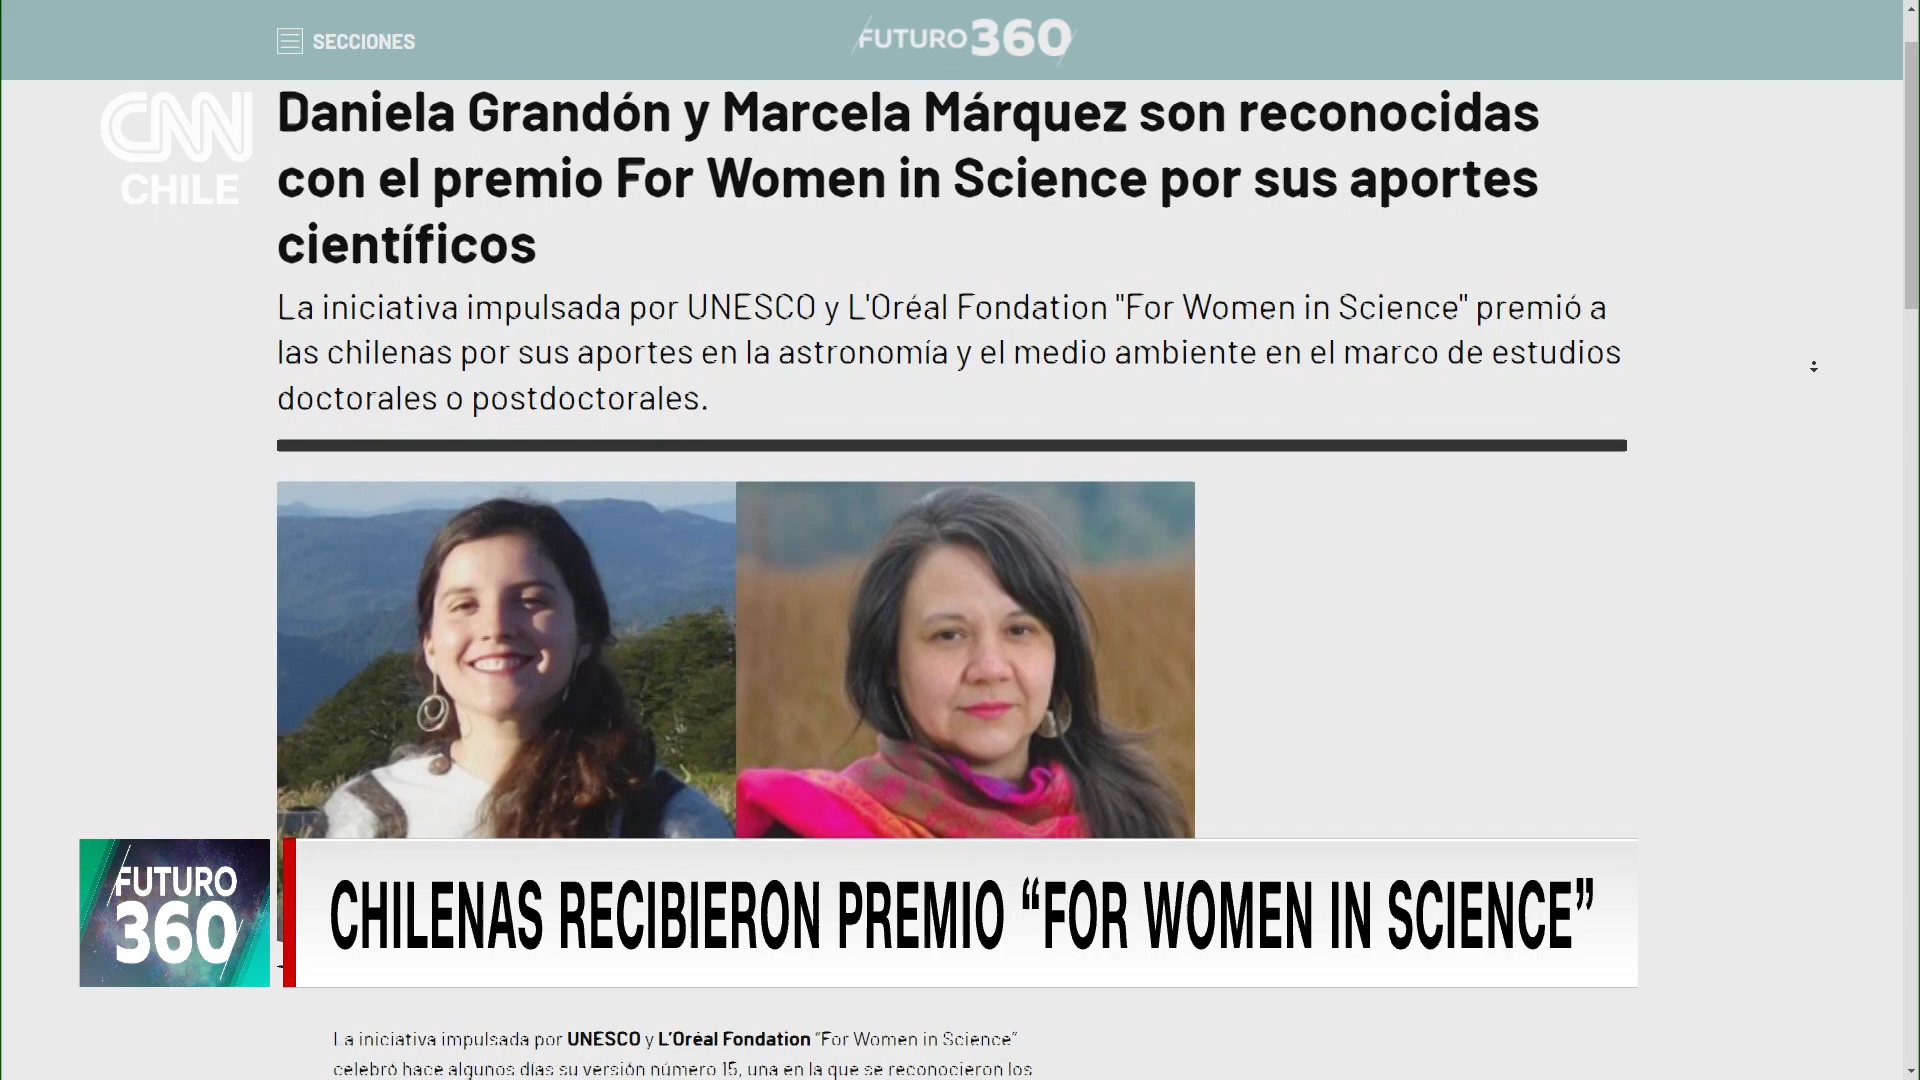 SECCIONES
FUTURO 360
CNN
CHILE
Daniela Grandón y Marcela Márquez son reconocidas
con el premio For Women in Science por sus aportes
científicos
La iniciativa impulsada por UNESCO y L'Oréal Fondation "For Women in Science" premió a
las chilenas por sus aportes en la astronomía y el medio ambiente en el marco de estudios
doctorales o postdoctorales.
FUTURO
360
CHILENAS RECIBIERON PREMIO “FOR WOMEN IN SCIENCE”
La iniciativa impulsada por UNESCO y L’Oréal Fondation “For Women in Science”
celebró hace algunos días su versión número 15, una en la que se reconocieron los